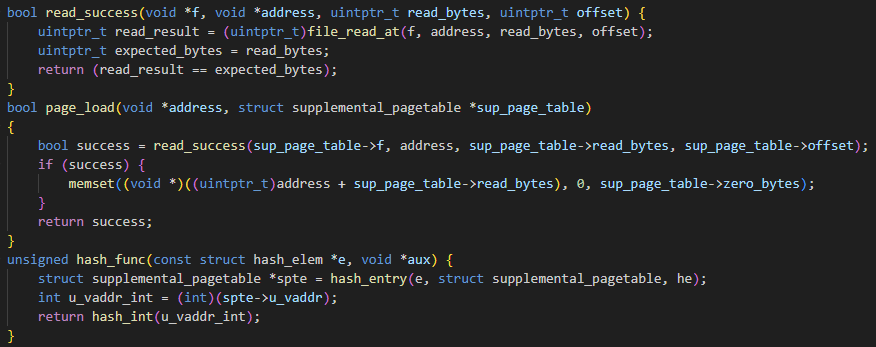 bool read_success(void *f, void *address, uintptr_t read_bytes, uintptr_t offset) {
    uintptr_t read_result = (uintptr_t)file_read_at(f, address, read_bytes, offset);
    uintptr_t expected_bytes = read_bytes;
    return (read_result == expected_bytes);
}
bool page_load(void *address, struct supplemental_pagetable *sup_page_table)
{
    bool success = read_success(sup_page_table->f, address, sup_page_table->read_bytes, sup_page_table->offset);
    if (success) {
        memset((void *)((uintptr_t)address + sup_page_table->read_bytes), 0, sup_page_table->zero_bytes);
    }
    return success;
}
unsigned hash_func(const struct hash_elem *e, void *aux) {
    struct supplemental_pagetable *spte = hash_entry(e, struct supplemental_pagetable, he);
    int u_vaddr_int = (int)(spte->u_vaddr);
    return hash_int(u_vaddr_int);
}